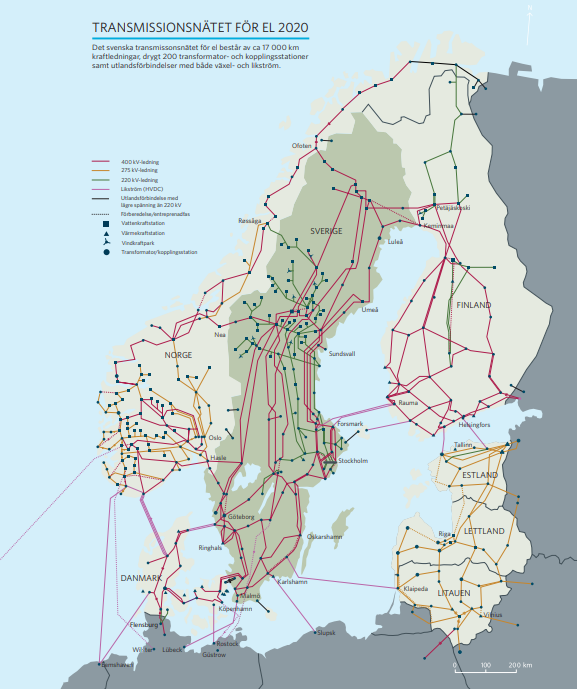 TRANSMISSIONSNÄTET FÖR EL 2020
Det svenska transmissonsnätet för el består av ca 17 000 km
kraftledningar, drygt 200 transformator- och kopplingsstationer
samt utlandsförbindelser med både växel- och likström.
400 kV-ledning
275 kV-ledning
220 kV-ledning
Likström (HVDC)
Utlandsförbindelse med
lägre spänning än 220 kV
Förberedelse/entreprenadfas
Vattenkraftstation
Värmekraftstation
Vindkraftpark
Transformator/kopplingsstation
Ofoten
Røssåga
SVERIGE
Petäjäskoski
Keminmaa
Luleå
FINLAND
Umeå
Nea
NORGE
Sundsvall
Rauma
Forsmark
Helsingfors
Oslo
Tallinn
Hasle
Stockholm
ESTLAND
Göteborg
LETTLAND
Riga
Oskarshamn
Ringhals
DANMARK
Karlshamn
Klaipeda
LITAUEN
Malmö
Köpenhamn
Vilnius
Flensburg
Slupsk
Rostock
Lübeck
Güstrow
0 100 200 km